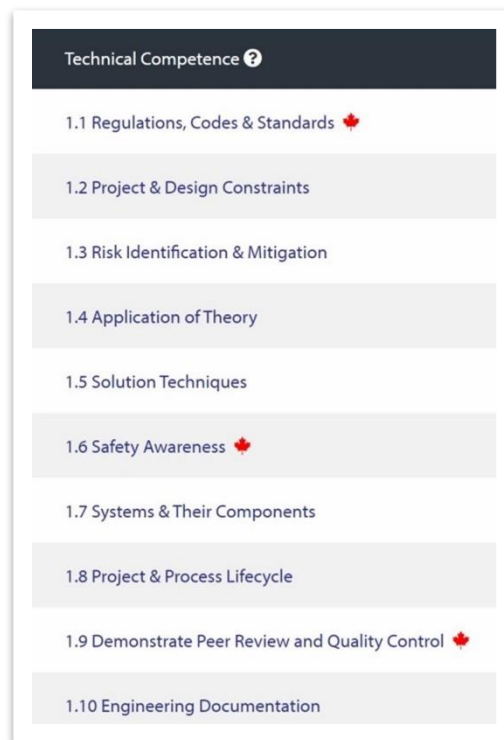 Technical Competence ?
1.1 Regulations, Codes & Standards
1.2 Project & Design Constraints
1.3 Risk Identification & Mitigation
1.4 Application of Theory
1.5 Solution Techniques
1.6 Safety Awareness
1.7 Systems & Their Components
1.8 Project & Process Lifecycle
1.9 Demonstrate Peer Review and Quality Control
1.10 Engineering Documentation